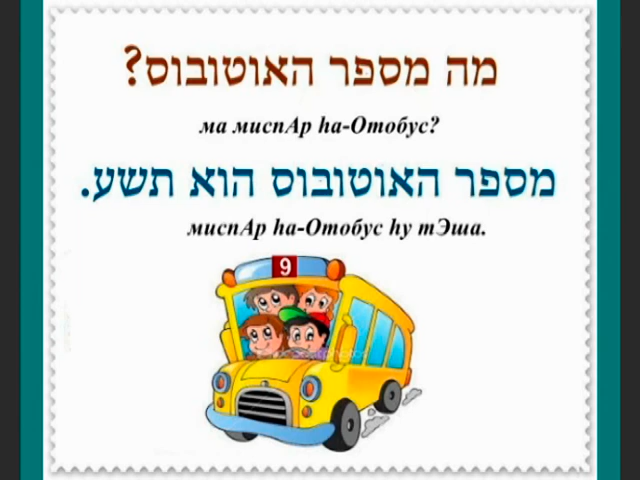 מה מספר האוטובוס?
ма миспАр hа-Отобус?
מספר האוטובוס הוא תשע.
миспАр hа-Отобус hу тЭша.
9